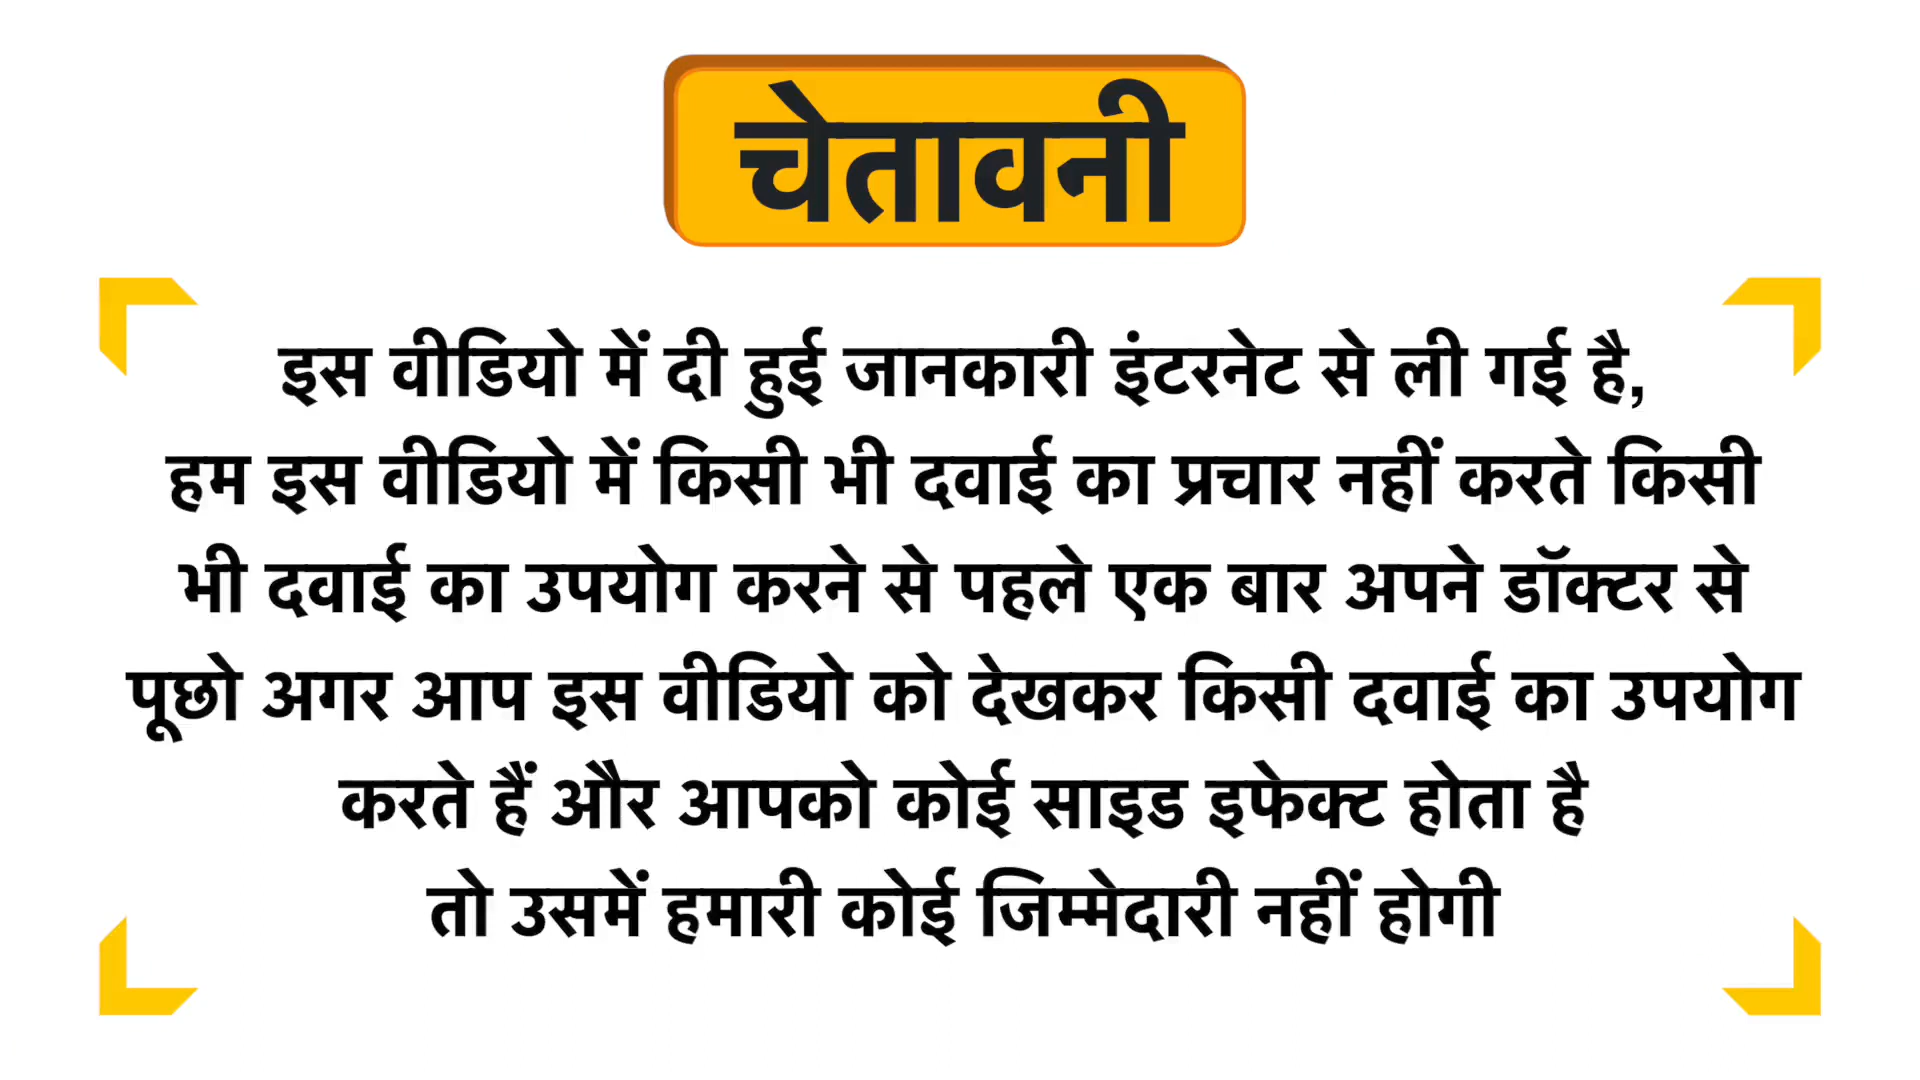 चेतावनी
इस वीडियो में दी हुई जानकारी इंटरनेट से ली गई है,
हम इस वीडियो में किसी भी दवाई का प्रचार नहीं करते किसी
भी दवाई का उपयोग करने से पहले एक बार अपने डॉक्टर से
पूछो अगर आप इस वीडियो को देखकर किसी दवाई का उपयोग
करते हैं और आपको कोई साइड इफेक्ट होता है
तो उसमें हमारी कोई जिम्मेदारी नहीं होगी